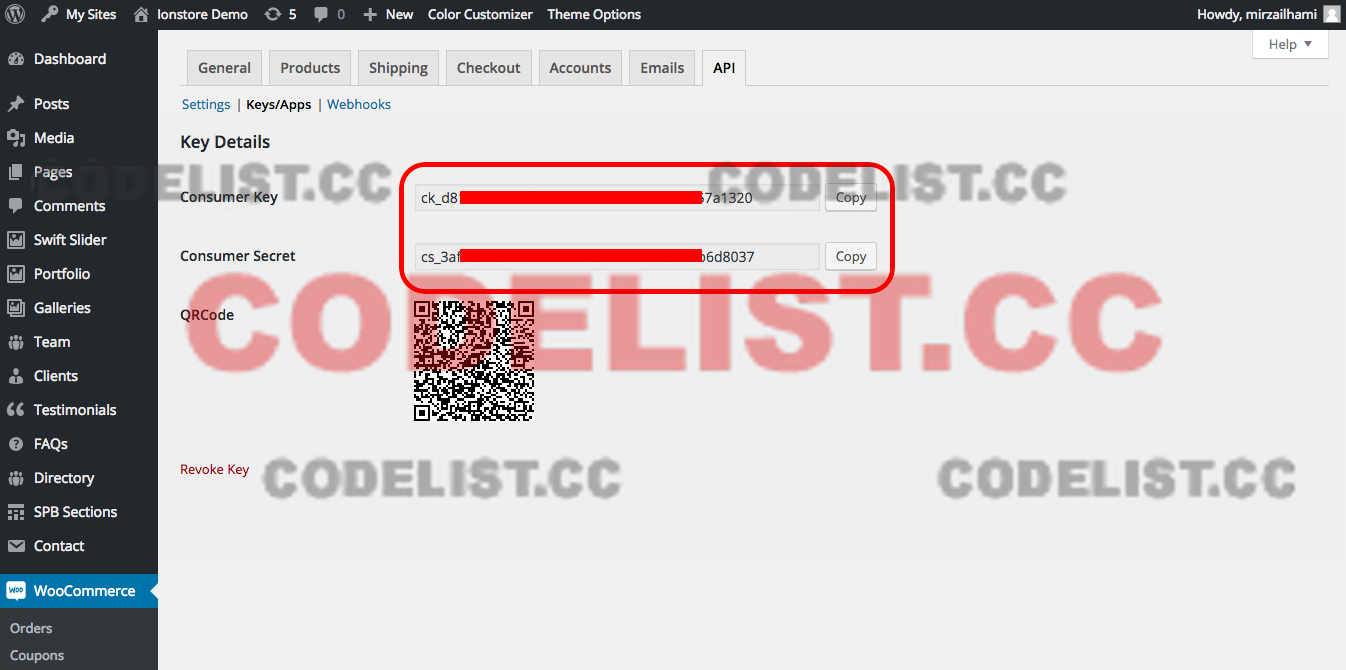 My Sites Ionstore Demo 5 0 New Color Customizer Theme Options Howdy, mirzailhami
Help
Dashboard
Posts
Media
Pages
Comments
Swift Slider
Portfolio
Galleries
Team
Clients
Testimonials
FAQs
Directory
SPB Sections
Contact
WooCommerce
Orders
Coupons
General Products Shipping Checkout Accounts Emails API
Settings | Keys/Apps | Webhooks
Key Details
CODELIST.CC CODELIST.CC
Consumer Key ck_d8 7a1320 Copy
Consumer Secret cs_3af b6d8037 Copy
CODELIST.CC
QRCode
Revoke Key
CODELIST.CC CODELIST.CC